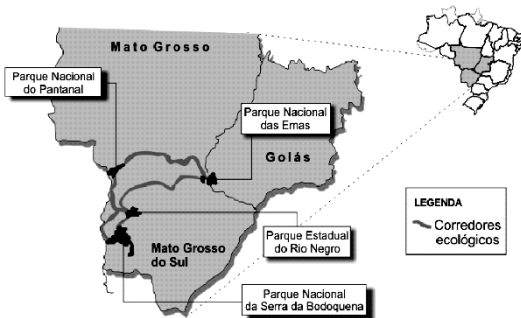 Mato Grosso
Parque Nacional
do Pantanal
Parque Nacional
das Emas
Goiás
LEGENDA
Corredores
ecológicos
Parque Estadual
do Rio Negro
Mato Grosso
do Sul
Parque Nacional
da Serra da Bodoquena